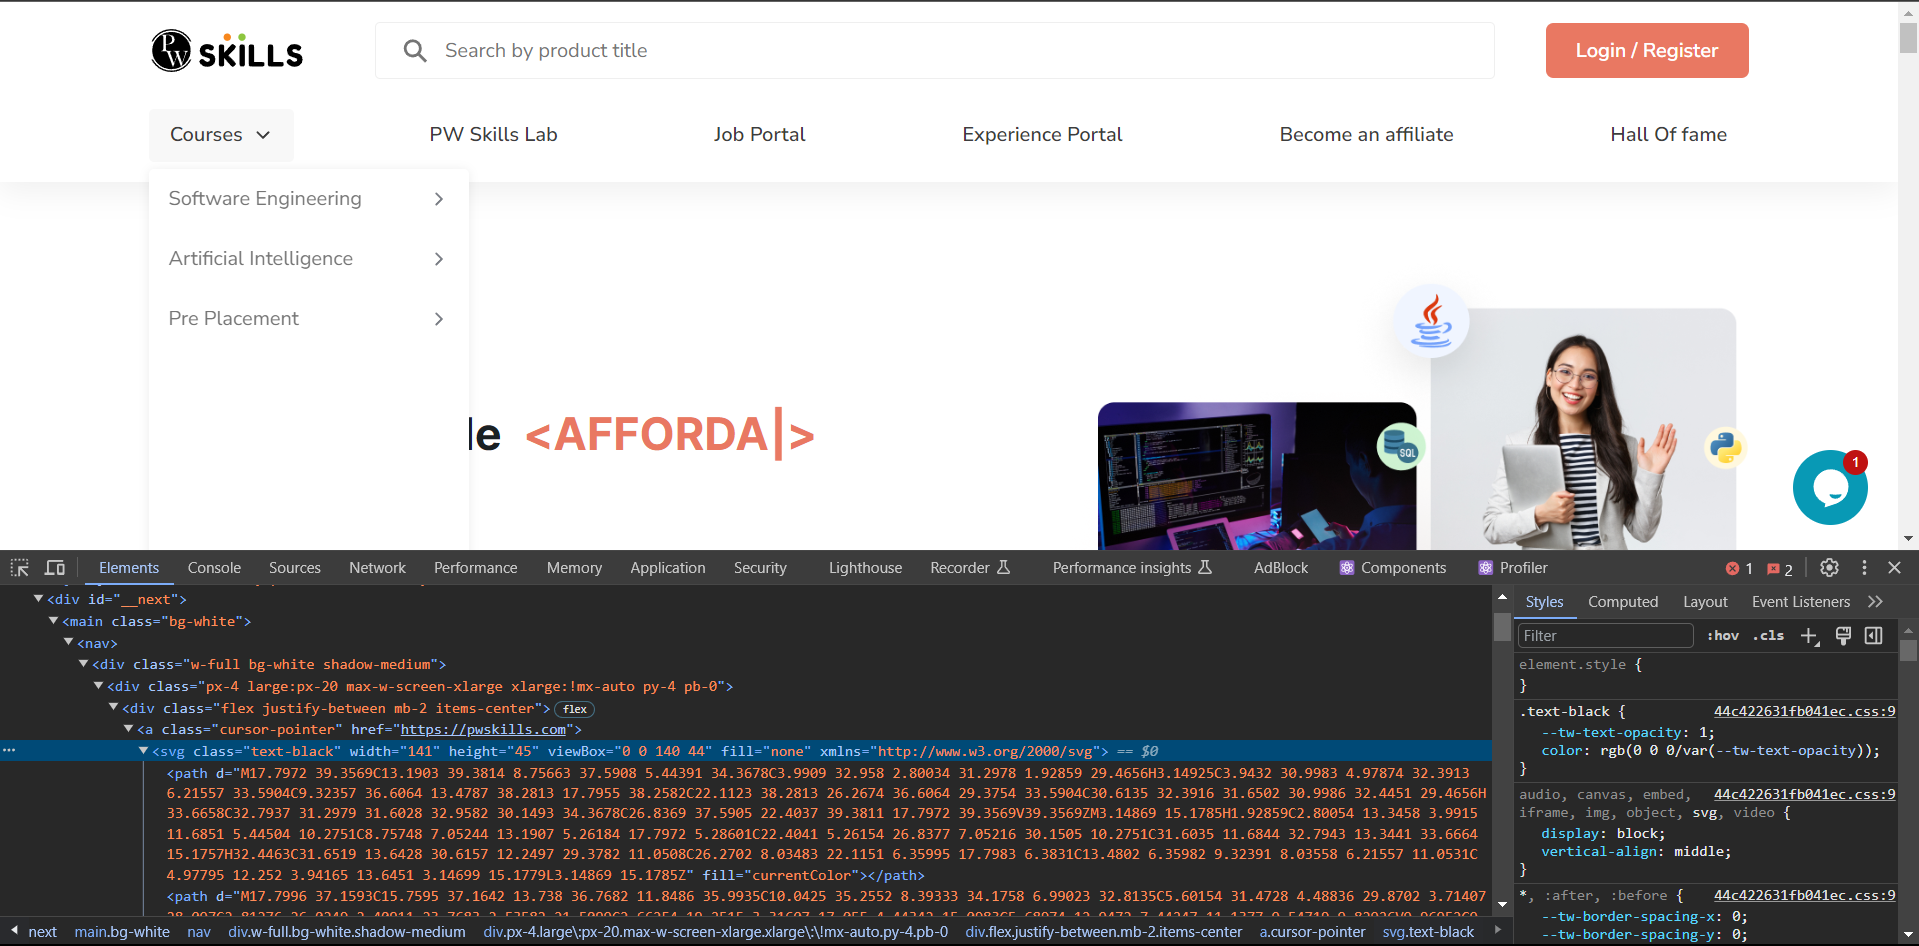 PW SKILLS
Search by product title
Login / Register
Courses
PW Skills Lab
Job Portal
Experience Portal
Become an affiliate
Hall Of fame
Software Engineering
Artificial Intelligence
Pre Placement
le <AFFORDA|>
SQL
1
Elements Console Sources Network Performance Memory Application Security Lighthouse Recorder Performance insights AdBlock Components Profiler 1 2
<div id="__next">
<main class="bg-white">
<nav>
<div class="w-full bg-white shadow-medium">
<div class="px-4 large:px-20 max-w-screen-xlarge xlarge:!mx-auto py-4 pb-0">
<div class="flex justify-between mb-2 items-center"> flex
<a class="cursor-pointer" href="https://pwskills.com">
<svg class="text-black" width="141" height="45" viewBox="0 0 140 44" fill="none" xmlns="http://www.w3.org/2000/svg"> == $0
<path d="M17.7972 39.3569C13.1903 39.3814 8.75663 37.5908 5.44391 34.3678C3.9909 32.958 2.80034 31.2978 1.92859 29.4656H3.14925C3.9432 30.9983 4.97874 32.3913
6.21557 33.5904C9.32357 36.6064 13.4787 38.2813 17.7955 38.2582C22.1123 38.2813 26.2674 36.6064 29.3754 33.5904C30.6135 32.3916 31.6502 30.9986 32.4451 29.4656H
33.6658C32.7937 31.2979 31.6028 32.9582 30.1493 34.3678C26.8369 37.5905 22.4037 39.3811 17.7972 39.3569V39.3569ZM3.14869 15.1785H1.92859C2.80054 13.3458 3.9915
11.6851 5.44504 10.2751C8.75748 7.05244 13.1907 5.26184 17.7972 5.28601C22.4041 5.26154 26.8377 7.05216 30.1505 10.2751C31.6035 11.6844 32.7943 13.3441 33.6664
15.1757H32.4463C31.6519 13.6428 30.6157 12.2497 29.3782 11.0508C26.2702 8.03483 22.1151 6.35995 17.7983 6.3831C13.4802 6.35982 9.32391 8.03558 6.21557 11.0531C
4.97795 12.252 3.94165 13.6451 3.14699 15.1779L3.14869 15.1785Z" fill="currentColor"></path>
<path d="M17.7996 37.1593C15.7595 37.1642 13.738 36.7682 11.8486 35.9935C10.0425 35.2552 8.39333 34.1758 6.99023 32.8135C5.60154 31.4728 4.48836 29.8702 3.71407
next main.bg-white nav div.w-full.bg-white.shadow-medium div.px-4.large\:px-20.max-w-screen-xlarge.xlarge\:\!mx-auto.py-4.pb-0 div.flex.justify-between.mb-2.items-center a.cursor-pointer svg.text-black
Styles Computed Layout Event Listeners
Filter :hov .cls
element.style {
}
.text-black { 44c422631fb041ec.css:9
--tw-text-opacity: 1;
color: rgb(0 0 0/var(--tw-text-opacity));
}
audio, canvas, embed, 44c422631fb041ec.css:9
iframe, img, object, svg, video {
display: block;
vertical-align: middle;
}
*, :after, :before { 44c422631fb041ec.css:9
--tw-border-spacing-x: 0;
--tw-border-spacing-y: 0;